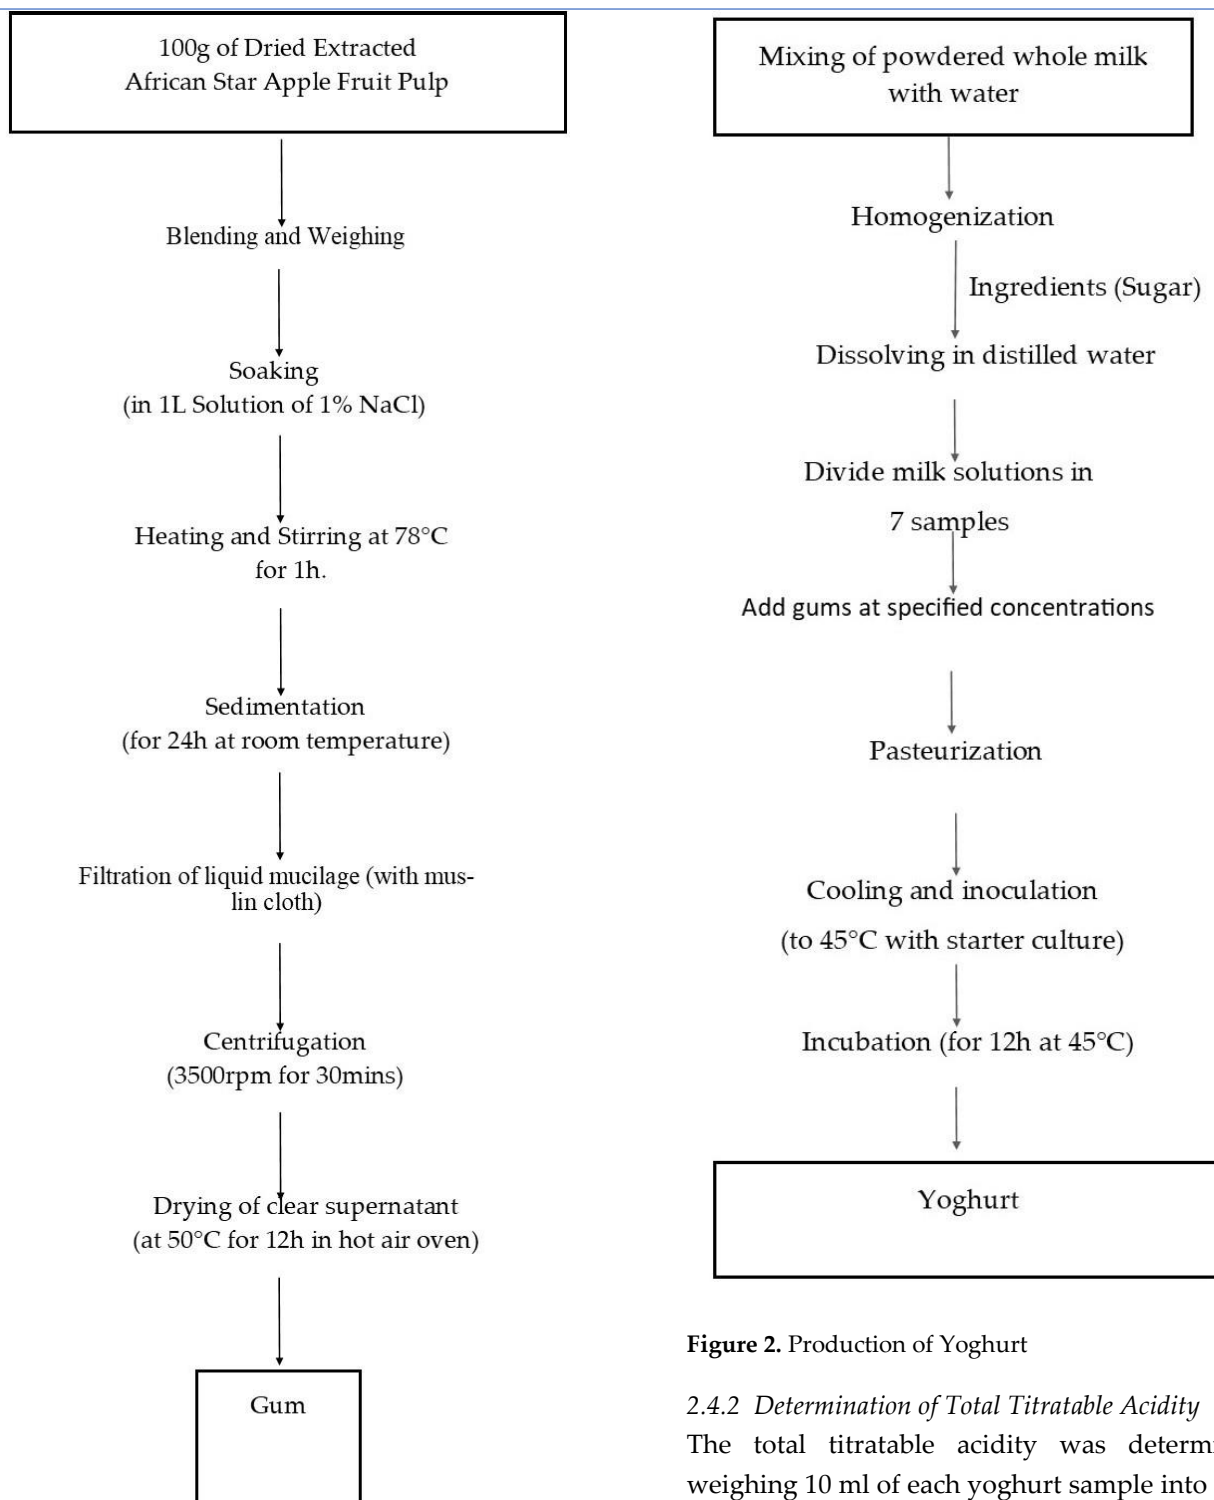 100g of Dried Extracted
African Star Apple Fruit Pulp
Blending and Weighing
Soaking
(in 1L Solution of 1% NaCl)
Heating and Stirring at 78°C
for 1h.
Sedimentation
(for 24h at room temperature)
Filtration of liquid mucilage (with mus-
lin cloth)
Centrifugation
(3500rpm for 30mins)
Drying of clear supernatant
(at 50°C for 12h in hot air oven)
Gum
Mixing of powdered whole milk
with water
Homogenization
Ingredients (Sugar)
Dissolving in distilled water
Divide milk solutions in
7 samples
Add gums at specified concentrations
Pasteurization
Cooling and inoculation
(to 45°C with starter culture)
Incubation (for 12h at 45°C)
Yoghurt
Figure 2. Production of Yoghurt
2.4.2 Determination of Total Titratable Acidity
The total titratable acidity was
weighing 10 ml of each yoghurt sample into